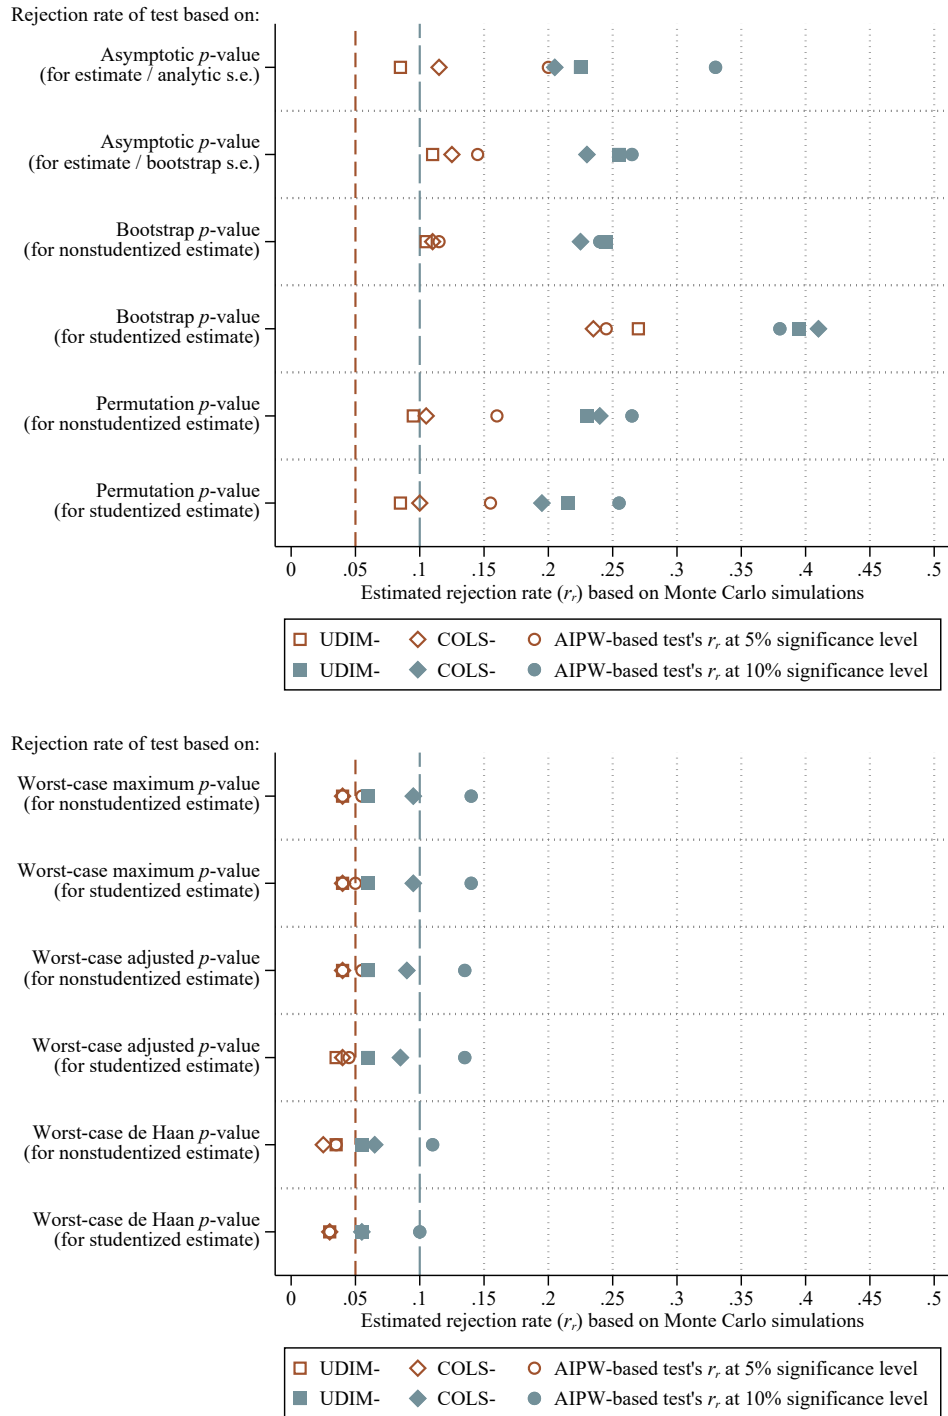 Rejection rate of test based on:
Asymptotic p-value
(for estimate / analytic s.e.)
Asymptotic p-value
(for estimate / bootstrap s.e.)
Bootstrap p-value
(for nonstudentized estimate)
Bootstrap p-value
(for studentized estimate)
Permutation p-value
(for nonstudentized estimate)
Permutation p-value
(for studentized estimate)
0 .05 .1 .15 .2 .25 .3 .35 .4 .45 .5
Estimated rejection rate (rᵣ) based on Monte Carlo simulations
UDIM- COLS- AIPW-based test's rᵣ at 5% significance level
UDIM- COLS- AIPW-based test's rᵣ at 10% significance level
Rejection rate of test based on:
Worst-case maximum p-value
(for nonstudentized estimate)
Worst-case maximum p-value
(for studentized estimate)
Worst-case adjusted p-value
(for nonstudentized estimate)
Worst-case adjusted p-value
(for studentized estimate)
Worst-case de Haan p-value
(for nonstudentized estimate)
Worst-case de Haan p-value
(for studentized estimate)
0 .05 .1 .15 .2 .25 .3 .35 .4 .45 .5
Estimated rejection rate (rᵣ) based on Monte Carlo simulations
UDIM- COLS- AIPW-based test's rᵣ at 5% significance level
UDIM- COLS- AIPW-based test's rᵣ at 10% significance level